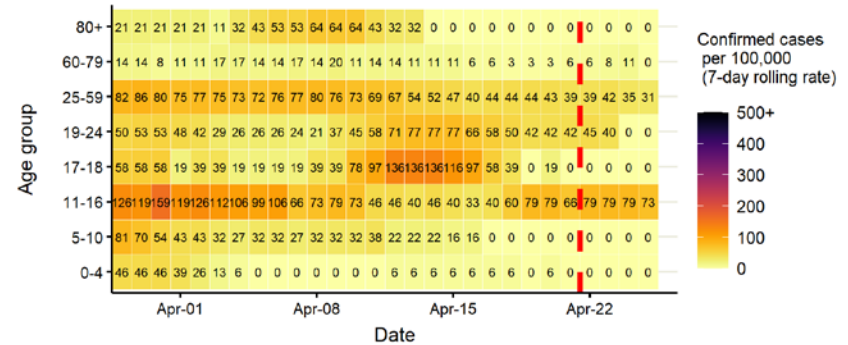 80+ 21 21 21 21 21 11 32 43 53 53 64 64 64 43 32 32 0 0 0 0 0 0 0 0 0 0 0 0
60-79 14 14 8 11 11 17 17 14 14 17 14 20 11 14 14 11 11 11 6 6 3 3 3 6 6 8 11 0
25-59 82 86 80 75 77 75 73 72 76 77 80 76 73 69 67 54 52 47 40 44 44 44 43 39 39 42 35 31
19-24 50 53 53 48 42 29 26 26 26 24 21 37 45 58 71 77 77 77 66 58 50 42 42 42 45 40 0 0
17-18 58 58 58 19 39 39 19 19 19 19 39 39 78 97 136 136 136 116 97 58 39 0 19 0 0 0 0 0
11-16 126 119 159 119 126 112 106 99 106 66 73 79 73 46 46 40 46 40 33 40 60 79 79 66 79 79 79 73
5-10 81 70 54 43 43 32 27 32 32 27 32 32 32 38 22 22 22 16 16 0 0 0 0 0 0 0 0 0
0-4 46 46 46 39 26 13 6 0 0 0 0 0 0 0 6 6 6 6 6 6 6 0 6 0 0 0 0 0
Apr-01 Apr-08 Apr-15 Apr-22
Date
Age group
Confirmed cases
per 100,000
(7-day rolling rate)
500+
400
300
200
100
0